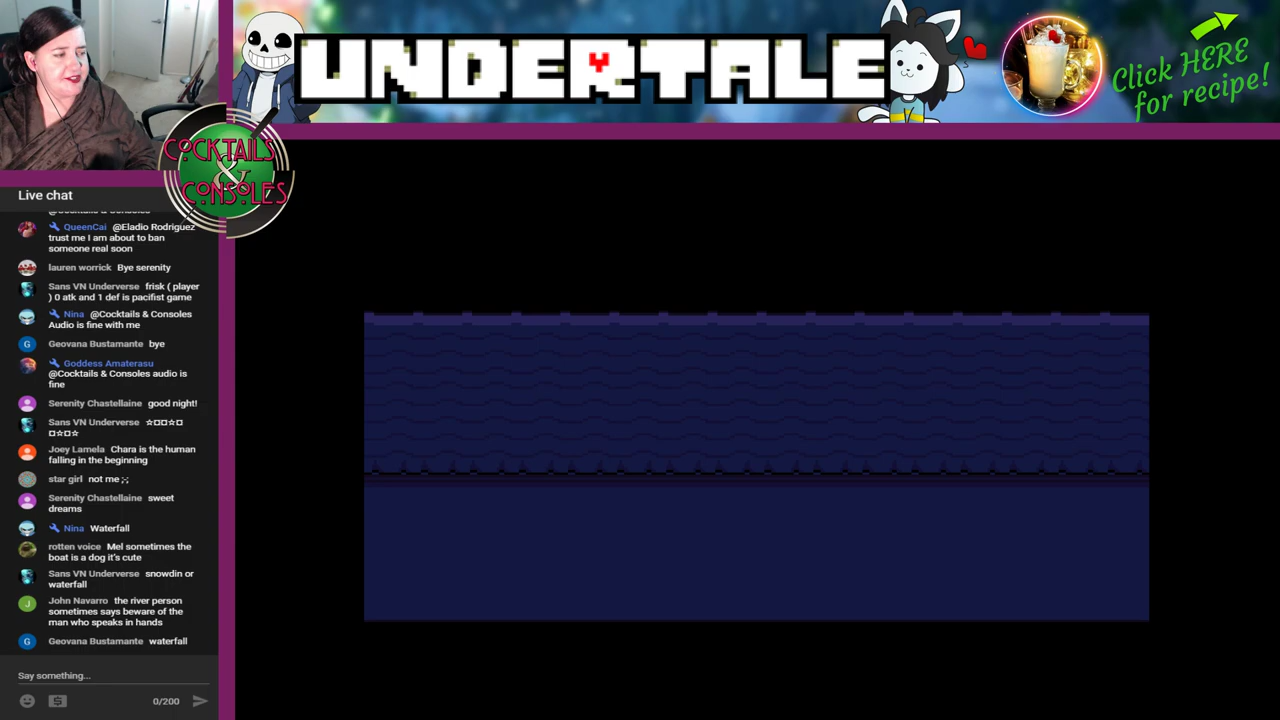 UNDERTALE
Click HERE
for recipe!
COCKTAILS
&
CONSOLES
Live chat
@Cocktails & Consoles
QueenCai @Eladio Rodriguez
trust me I am about to ban
someone real soon
lauren worrick Bye serenity
Sans VN Underverse frisk ( player
) 0 atk and 1 def is pacifist game
Nina @Cocktails & Consoles
Audio is fine with me
G
Geovana Bustamante bye
Goddess Amaterasu
@Cocktails & Consoles audio is
fine
Serenity Chastellaine good night!
Sans VN Underverse ☆□□☆□
□☆□☆
Joey Lamela Chara is the human
falling in the beginning
star girl not me ;-;
Serenity Chastellaine sweet
dreams
Nina Waterfall
rotten voice Mel sometimes the
boat is a dog it's cute
Sans VN Underverse snowdin or
waterfall
J
John Navarro the river person
sometimes says beware of the
man who speaks in hands
G
Geovana Bustamante waterfall
Say something...
0/200